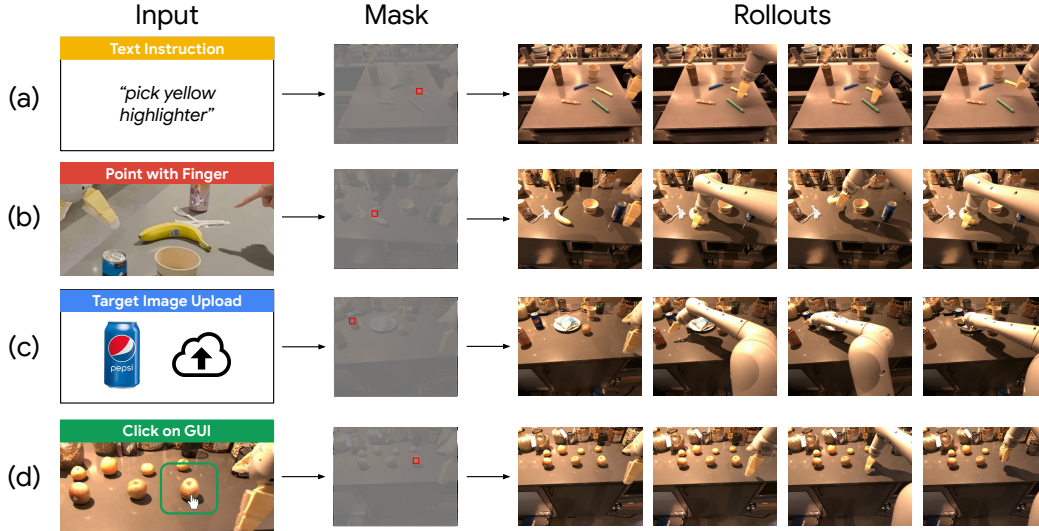 Input
Mask
Rollouts
(a)
Text Instruction
“pick yellow
highlighter”
(b)
Point with Finger
(c)
Target Image Upload
pepsi
(d)
Click on GUI